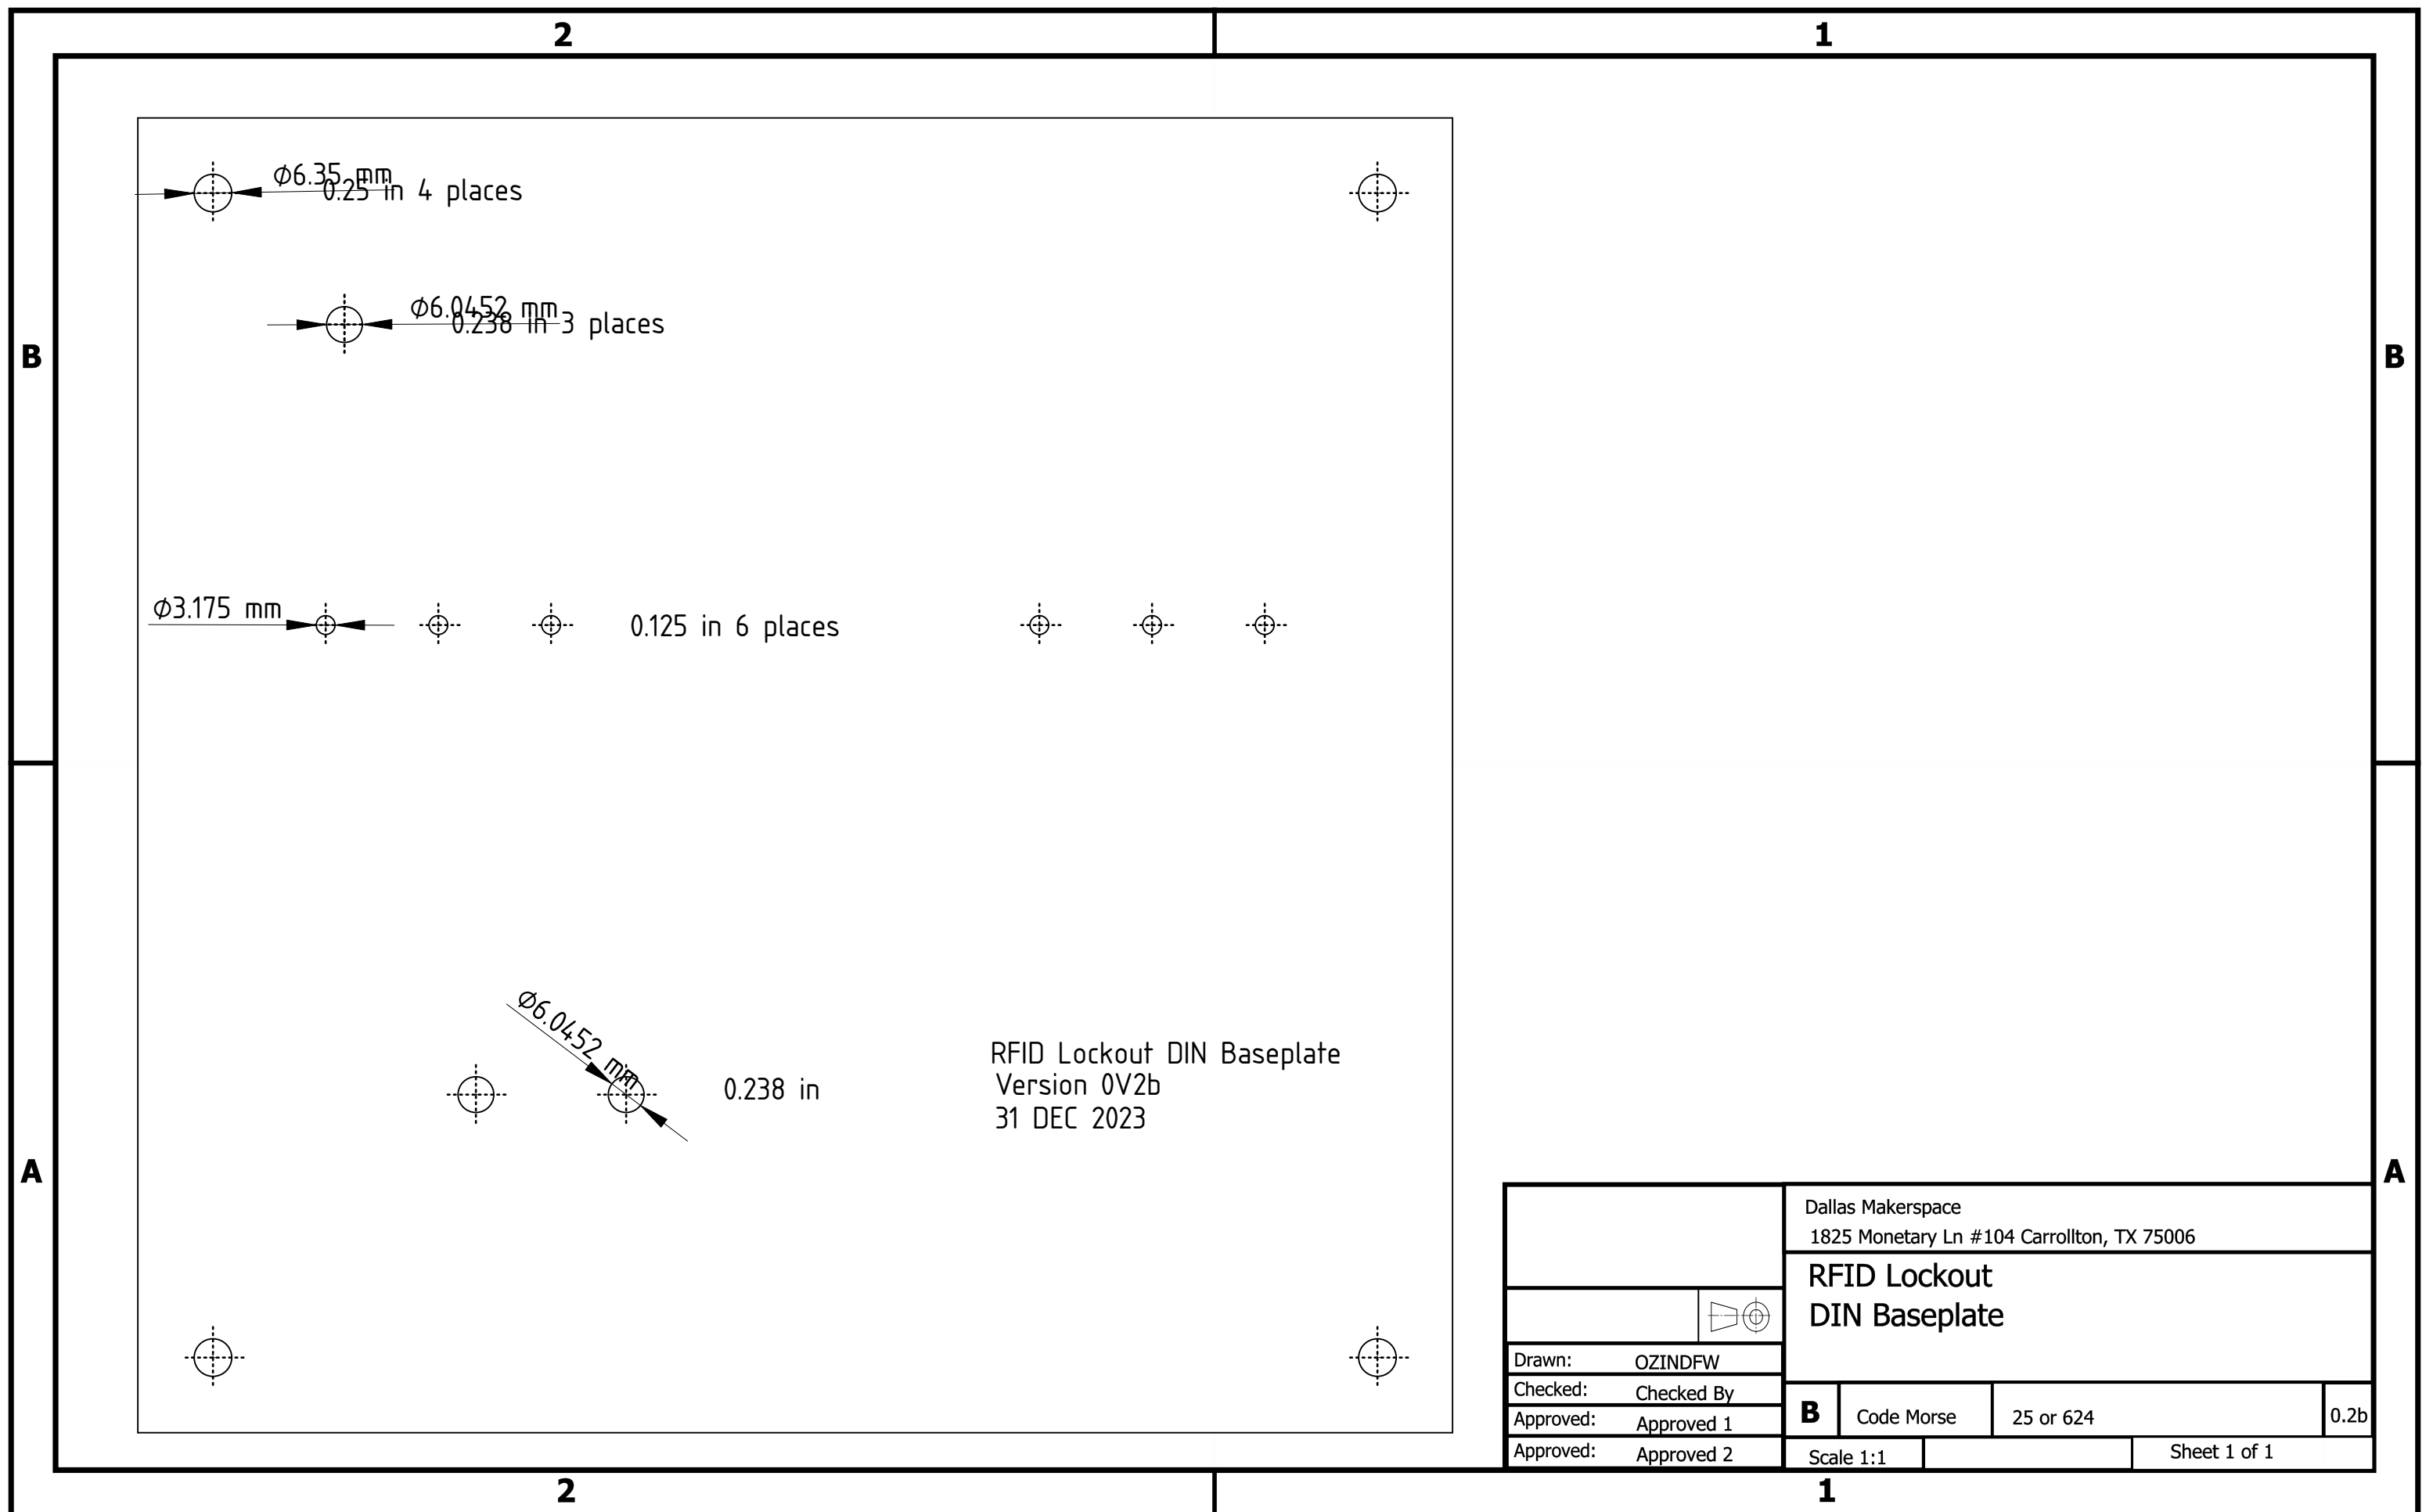 2 1
B B
ϕ6.35 mm
0.25 in 4 places
ϕ6.0452 mm
0.238 in 3 places
ϕ3.175 mm
0.125 in 6 places
ϕ6.0452 mm
0.238 in
RFID Lockout DIN Baseplate
Version 0V2b
31 DEC 2023
A A
Dallas Makerspace
1825 Monetary Ln #104 Carrollton, TX 75006
RFID Lockout
DIN Baseplate
Drawn: OZINDFW
Checked: Checked By
Approved: Approved 1
Approved: Approved 2
B Code Morse 25 or 624 0.2b
Scale 1:1 Sheet 1 of 1
2 1